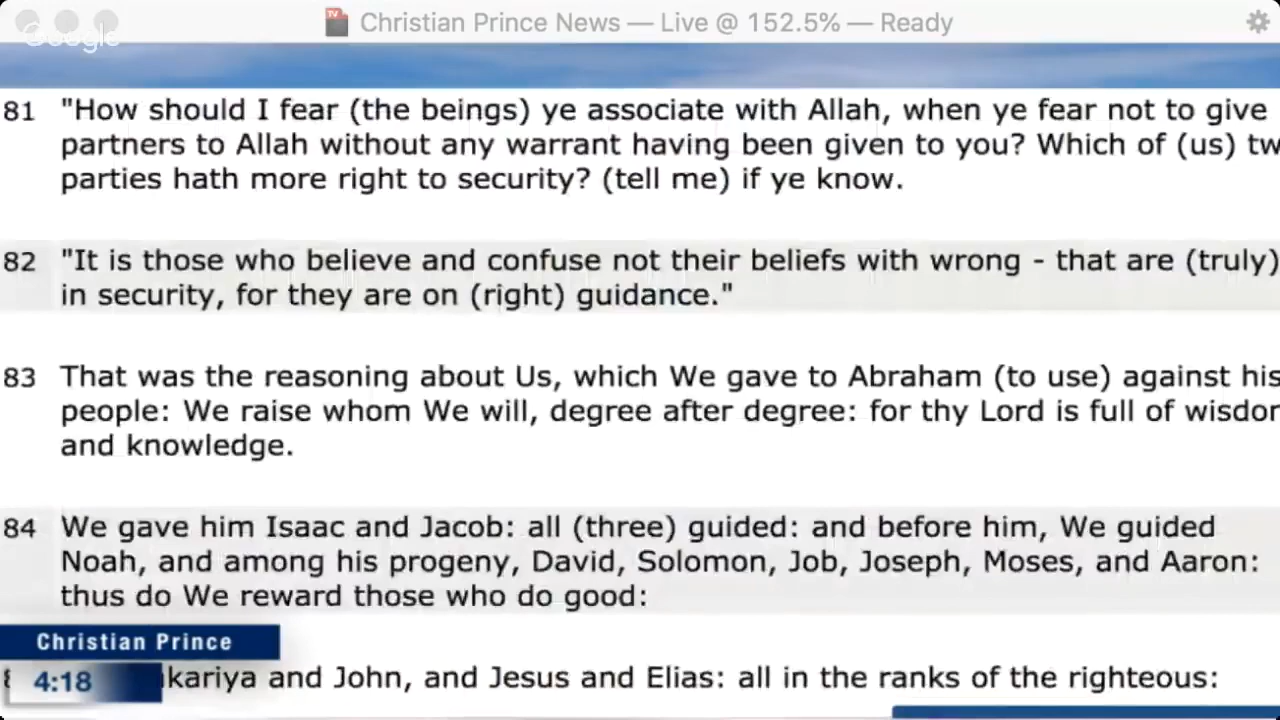 Christian Prince News — Live @ 152.5% — Ready
Google
81 "How should I fear (the beings) ye associate with Allah, when ye fear not to give
partners to Allah without any warrant having been given to you? Which of (us) tw
parties hath more right to security? (tell me) if ye know.
82 "It is those who believe and confuse not their beliefs with wrong - that are (truly)
in security, for they are on (right) guidance."
83 That was the reasoning about Us, which We gave to Abraham (to use) against his
people: We raise whom We will, degree after degree: for thy Lord is full of wisdom
and knowledge.
84 We gave him Isaac and Jacob: all (three) guided: and before him, We guided
Noah, and among his progeny, David, Solomon, Job, Joseph, Moses, and Aaron:
thus do We reward those who do good:
Christian Prince
4:18
kariya and John, and Jesus and Elias: all in the ranks of the righteous: